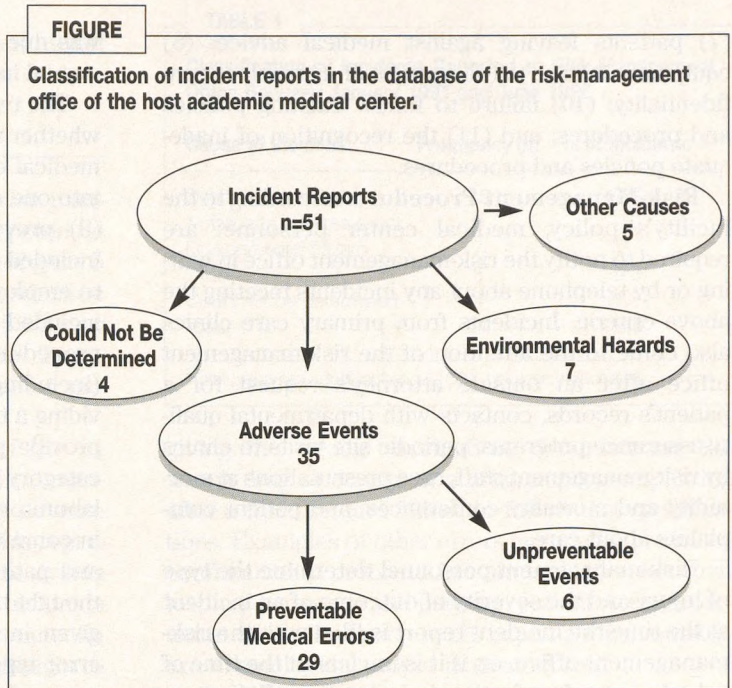 FIGURE
Classification of incident reports in the database of the risk-management
office of the host academic medical center.
Incident Reports
n=51
Other Causes
5
Could Not Be
Determined
4
Environmental Hazards
7
Adverse Events
35
Unpreventable
Events
6
Preventable
Medical Errors
29